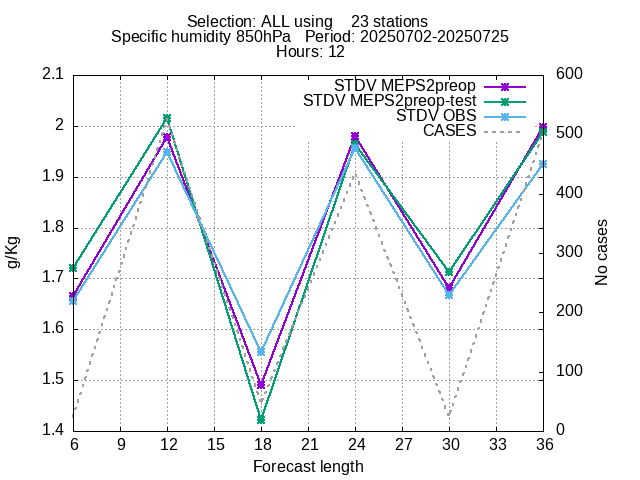 Selection: ALL using    23 stations
Specific humidity 850hPa   Period: 20250702-20250725
Hours: 12
STDV MEPS2preop
STDV MEPS2preop-test
STDV OBS
CASES
2.1
2
1.9
1.8
1.7
1.6
1.5
1.4
g/Kg
600
500
400
300
200
100
0
No cases
6 9 12 15 18 21 24 27 30 33 36
Forecast length